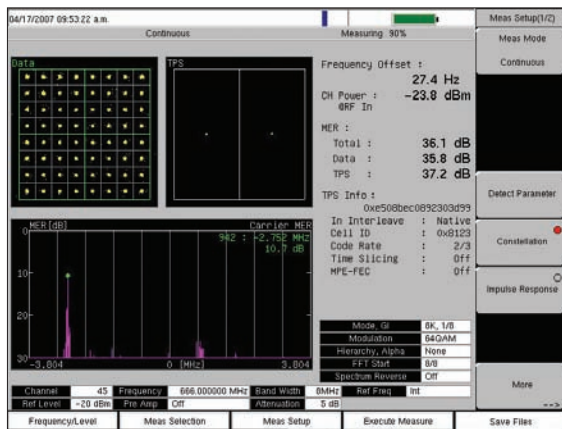 04/17/2007 09:53:22 a.m.
Continuous Measuring 90%
Data
TPS
Frequency Offset :
27.4 Hz
CH Power : -23.8 dBm
@RF In
MER :
Total : 36.1 dB
Data : 35.8 dB
TPS : 37.2 dB
TPS Info :
0xe508bec0892303d99
In Interleave : Native
Cell ID : 0x8123
Code Rate : 2/3
Time Slicing : Off
MPE-FEC : Off
MER[dB] Carrier MER
942 : -2.752 MHz
10.7 dB
0
10
20
30
-3.804 0 [MHz] 3.804
Mode, GI 8K, 1/8
Modulation 64QAM
Hierarchy, Alpha None
FFT Start 8/8
Spectrum Reverse Off
Channel 45 Frequency 666.000000 MHz Band Width 8MHz Ref Freq Int
Ref Level -20 dBm Pre Amp Off Attenuation 5 dB
Meas Setup(1/2)
Meas Mode
Continuous
Detect Parameter
Constellation
Impulse Response
More
-->
Frequency/Level Meas Selection Meas Setup Execute Measure Save Files